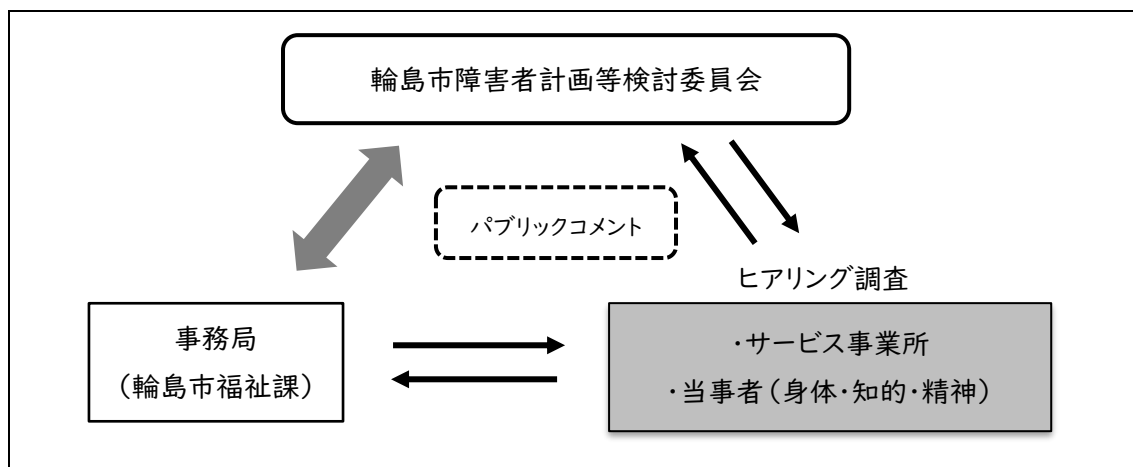 輪島市障害者計画等検討委員会
パブリックコメント
ヒアリング調査
事務局
（輪島市福祉課）
・サービス事業所
・当事者（身体・知的・精神）